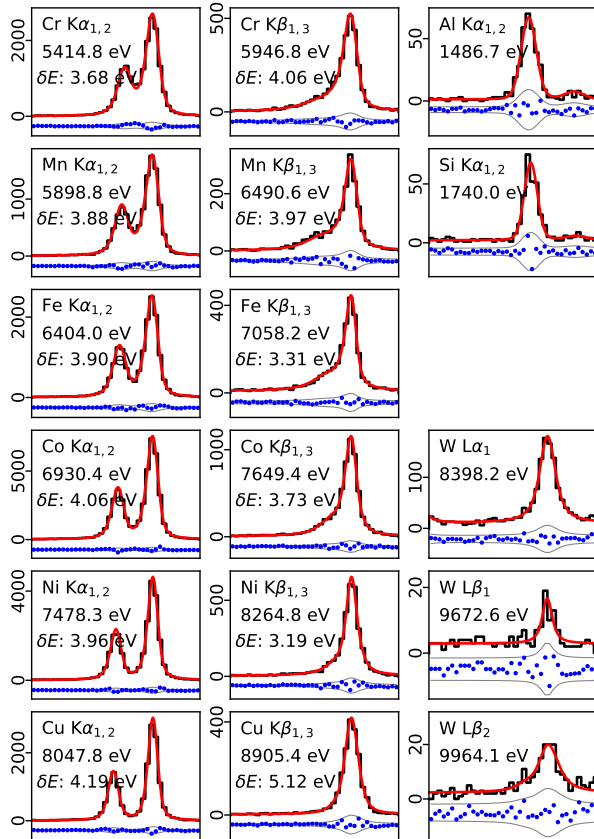 2000
0
Cr Kα1,2
5414.8 eV
δE: 3.68 eV
500
0
Cr Kβ1,3
5946.8 eV
δE: 4.06 eV
50
0
Al Kα1,2
1486.7 eV
1000
0
Mn Kα1,2
5898.8 eV
δE: 3.88 eV
200
0
Mn Kβ1,3
6490.6 eV
δE: 3.97 eV
50
0
Si Kα1,2
1740.0 eV
2000
0
Fe Kα1,2
6404.0 eV
δE: 3.90 eV
400
0
Fe Kβ1,3
7058.2 eV
δE: 3.31 eV
5000
0
Co Kα1,2
6930.4 eV
δE: 4.06 eV
1000
0
Co Kβ1,3
7649.4 eV
δE: 3.73 eV
100
0
W Lα1
8398.2 eV
4000
0
Ni Kα1,2
7478.3 eV
δE: 3.96 eV
500
0
Ni Kβ1,3
8264.8 eV
δE: 3.19 eV
20
0
W Lβ1
9672.6 eV
2000
0
Cu Kα1,2
8047.8 eV
δE: 4.19 eV
400
0
Cu Kβ1,3
8905.4 eV
δE: 5.12 eV
20
0
W Lβ2
9964.1 eV